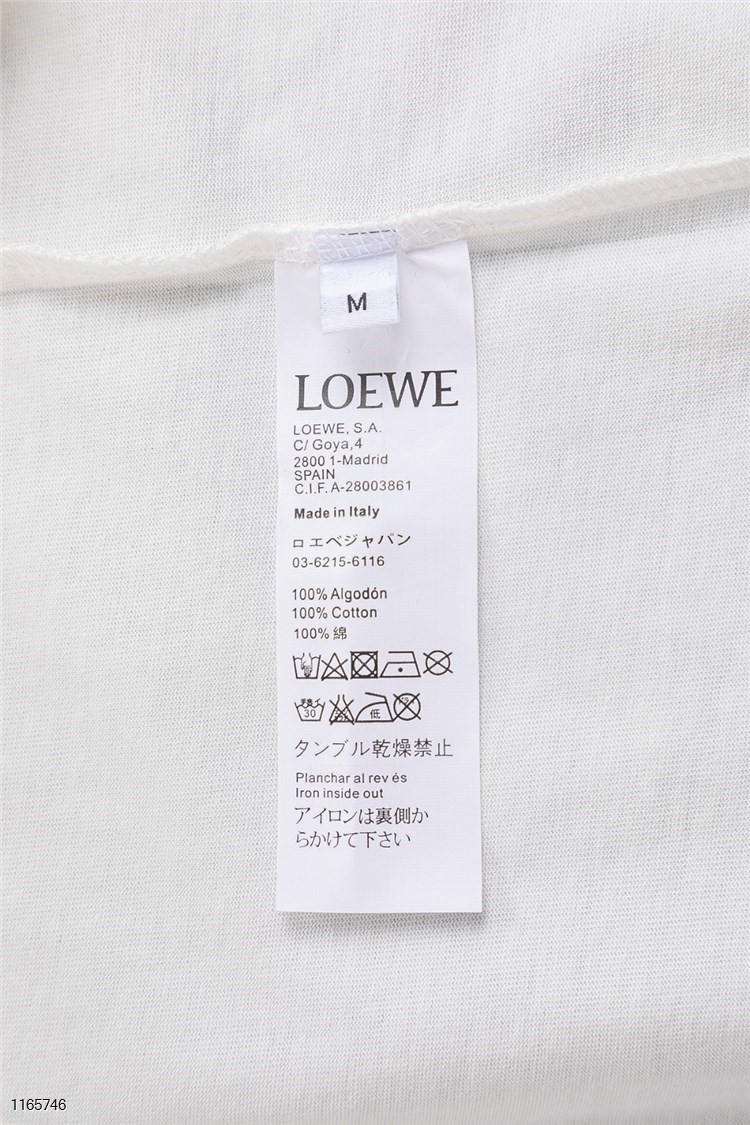 M
LOEWE
LOEWE, S.A.
C/ Goya,4
2800 1-Madrid
SPAIN
C.I.F. A-28003861
Made in Italy
ロエベジャパン
03-6215-6116
100% Algodón
100% Cotton
100% 綿
30
低
タンブル乾燥禁止
Planchar al rev és
Iron inside out
アイロンは裏側か
らかけて下さい
1165746